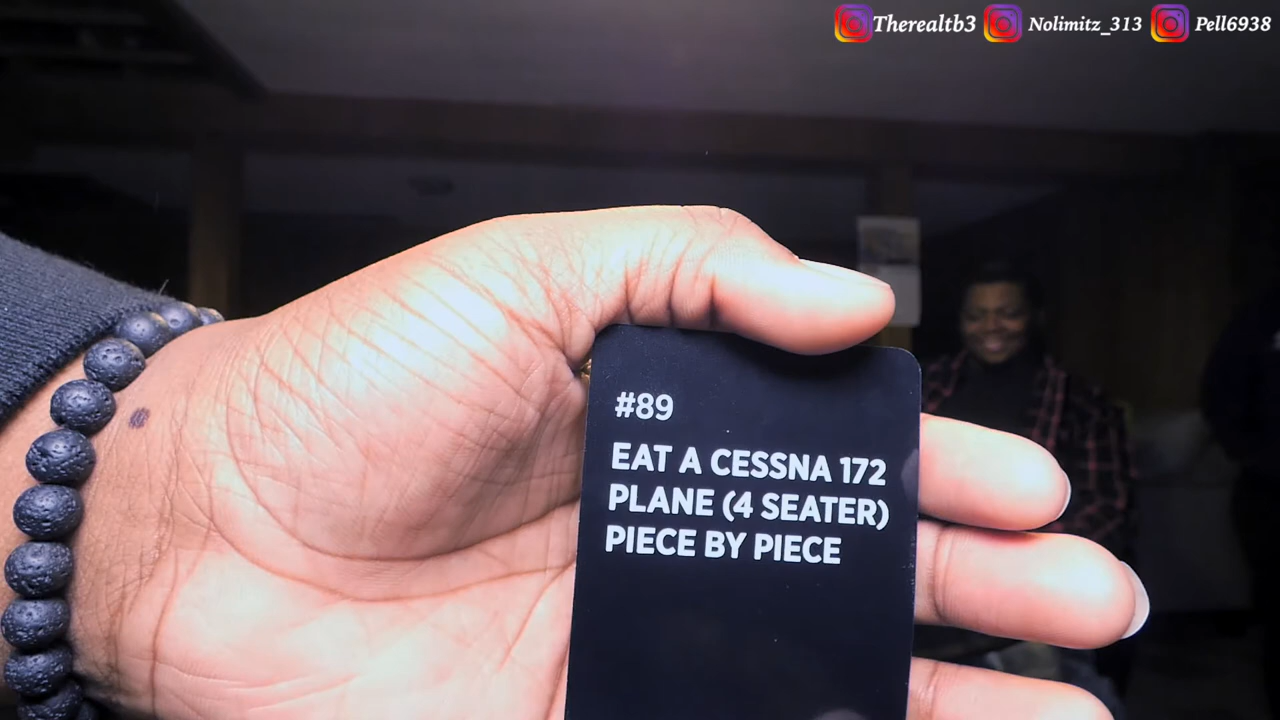 Therealtb3 Nolimitz_313 Pell6938
#89
EAT A CESSNA 172
PLANE (4 SEATER)
PIECE BY PIECE